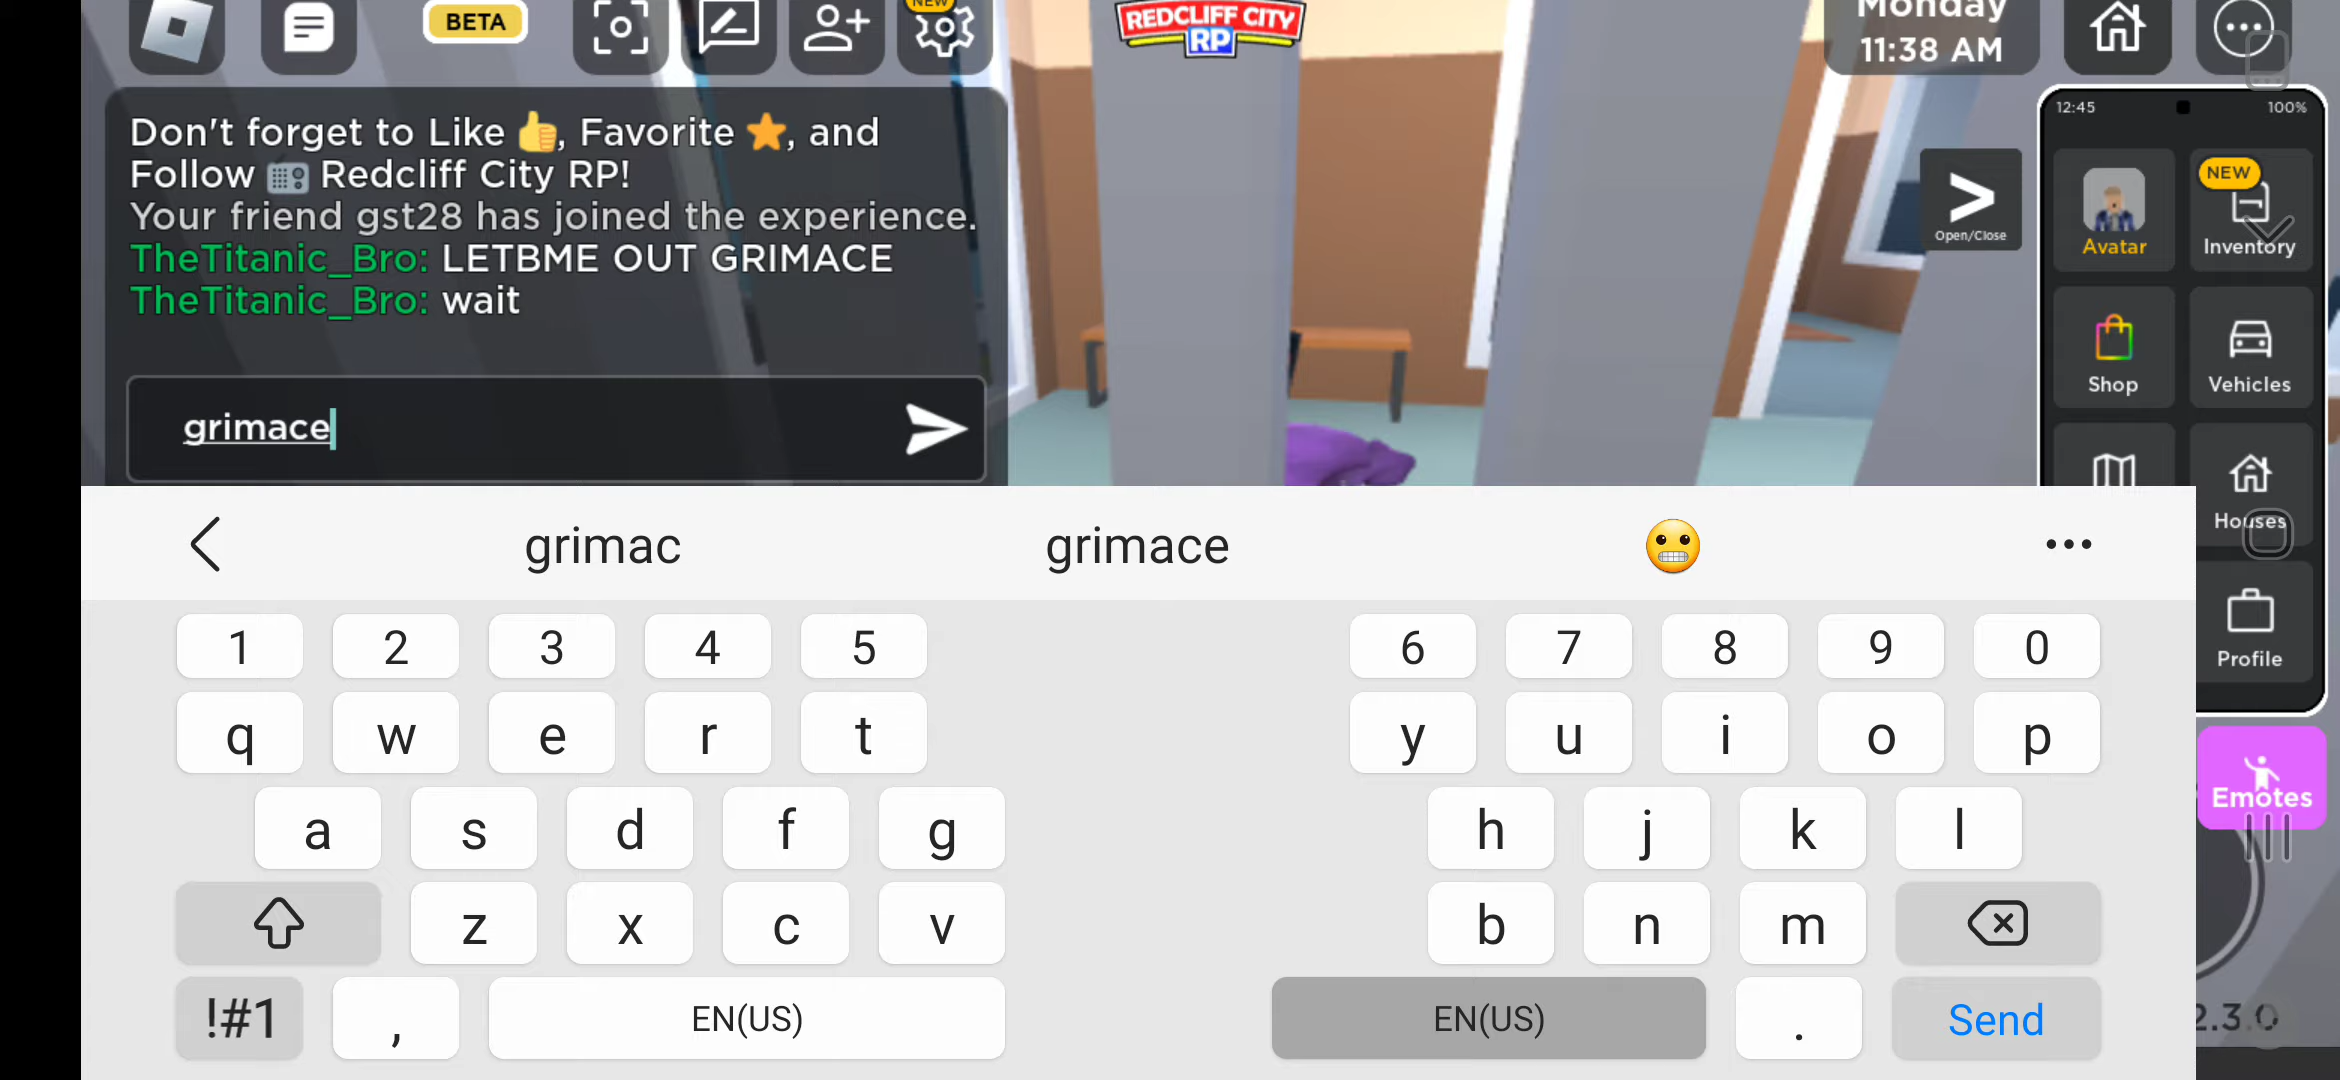 BETA
NEW
REDCLIFF CITY
RP
Monday
11:38 AM
Don't forget to Like 👍, Favorite ⭐, and
Follow 📻 Redcliff City RP!
Your friend gst28 has joined the experience.
TheTitanic_Bro: LETBME OUT GRIMACE
TheTitanic_Bro: wait
grimace
>
Open/Close
12:45
100%
Avatar
NEW
Inventory
Shop
Vehicles
Houses
Profile
Emotes
grimac
grimace
😬
1 2 3 4 5 6 7 8 9 0
q w e r t y u i o p
a s d f g h j k l
z x c v b n m
!#1 , EN(US) EN(US) . Send
2.3.0